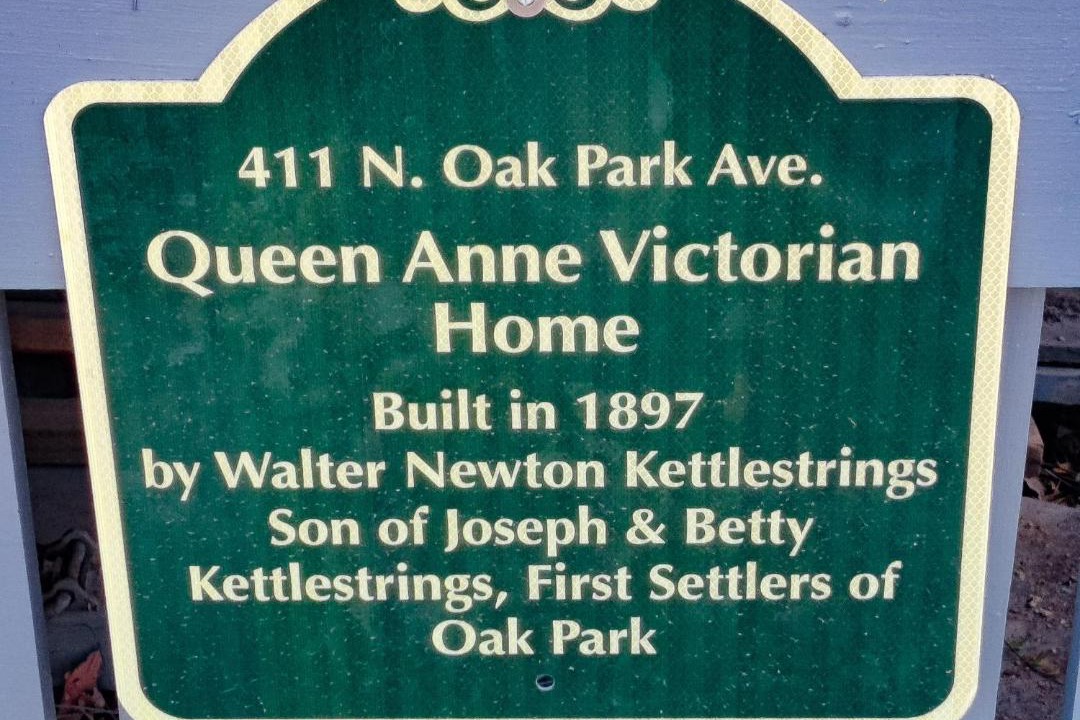 411 N. Oak Park Ave.
Queen Anne Victorian
Home
Built in 1897
by Walter Newton Kettlestrings
Son of Joseph & Betty
Kettlestrings, First Settlers of
Oak Park